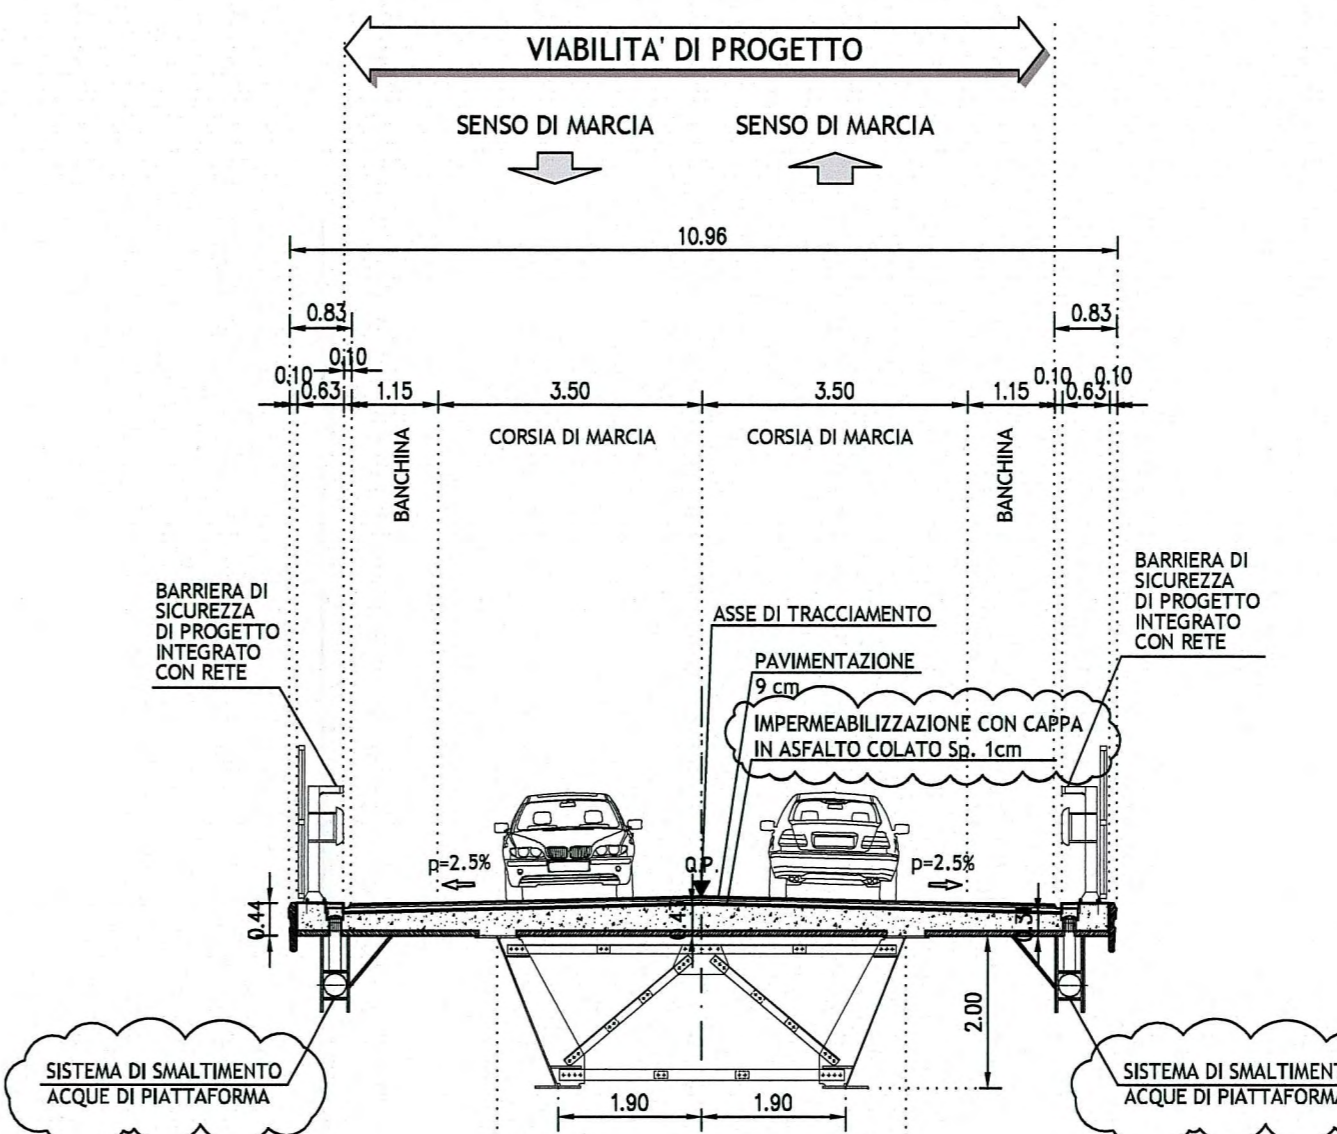 VIABILITA' DI PROGETTO
SENSO DI MARCIA
SENSO DI MARCIA
10.96
0.83
0.83
0.10
0.10
0.63
1.15
3.50
3.50
1.15
0.10
0.63
0.10
BANCHINA
CORSIA DI MARCIA
CORSIA DI MARCIA
BANCHINA
BARRIERA DI
SICUREZZA
DI PROGETTO
INTEGRATO
CON RETE
BARRIERA DI
SICUREZZA
DI PROGETTO
INTEGRATO
CON RETE
ASSE DI TRACCIAMENTO
PAVIMENTAZIONE
9 cm
IMPERMEABILIZZAZIONE CON CAPPA
IN ASFALTO COLATO Sp. 1cm
p=2.5%
Q.P.
p=2.5%
0.44
0.43
2.00
SISTEMA DI SMALTIMENTO
ACQUE DI PIATTAFORMA
SISTEMA DI SMALTIMENT
ACQUE DI PIATTAFORMA
1.90
1.90